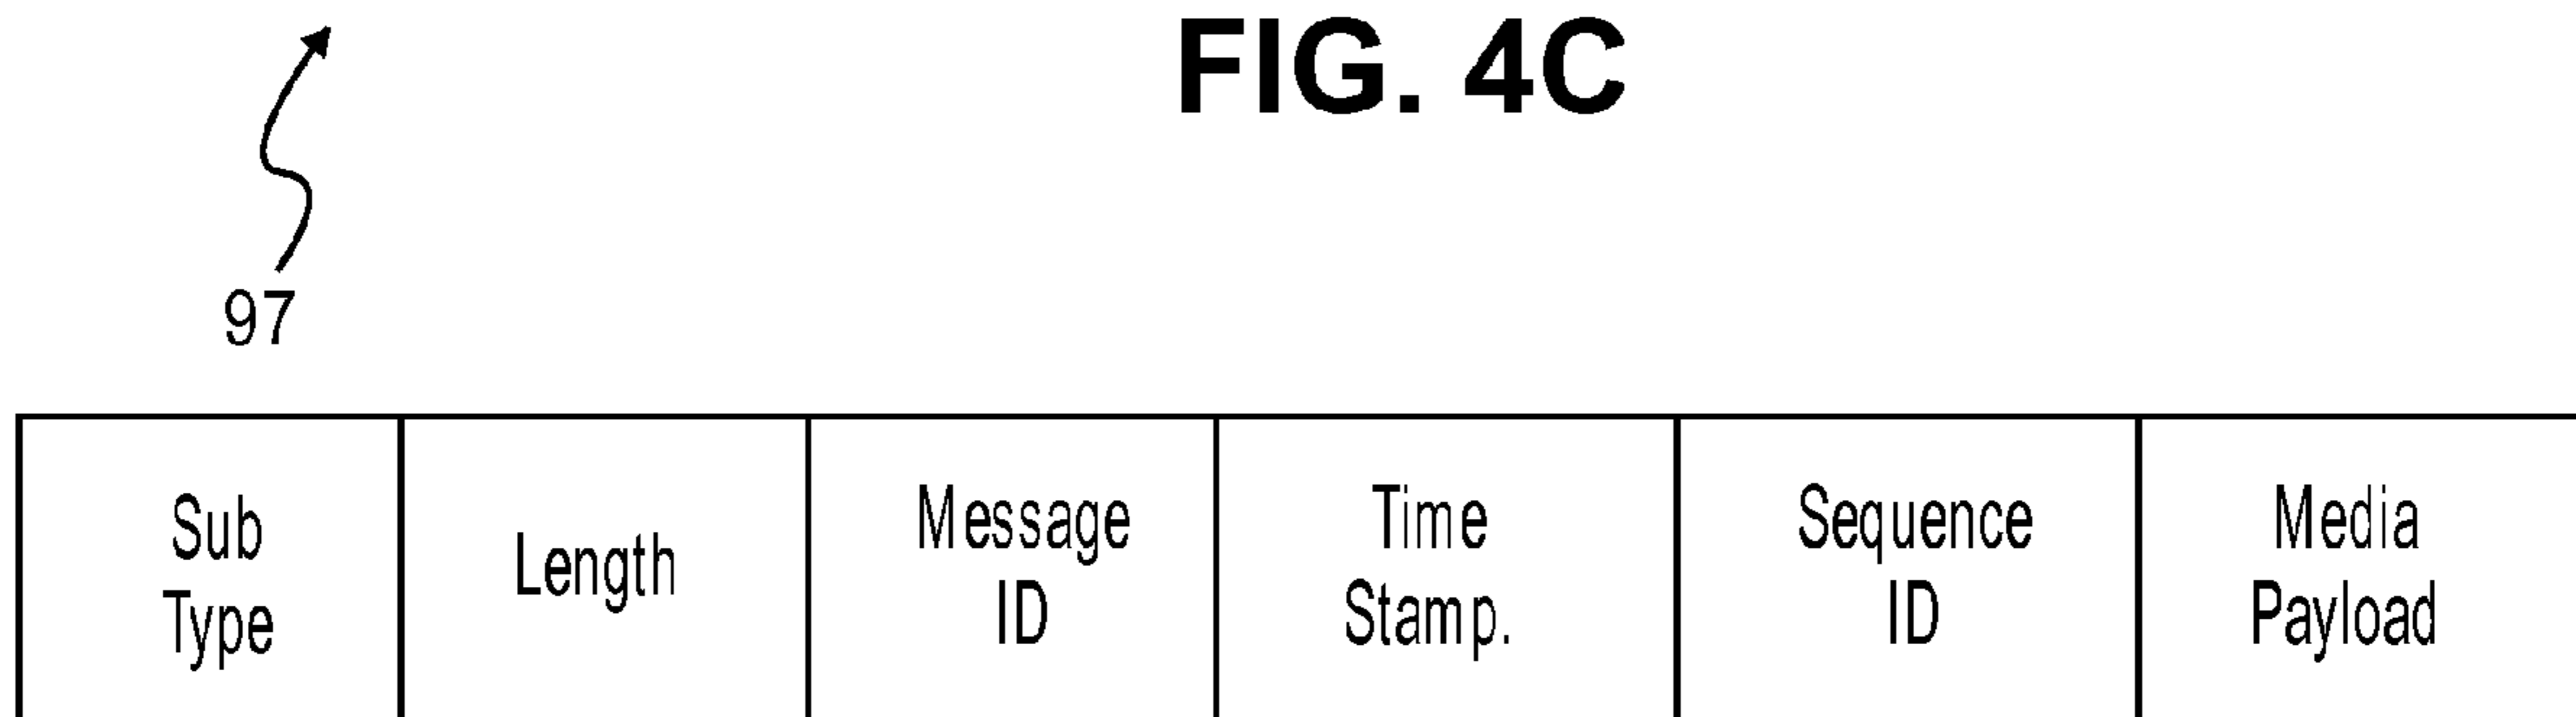 FIG. 4C
97
Sub
Type
Length
Message
ID
Time
Stamp.
Sequence
ID
Media
Payload